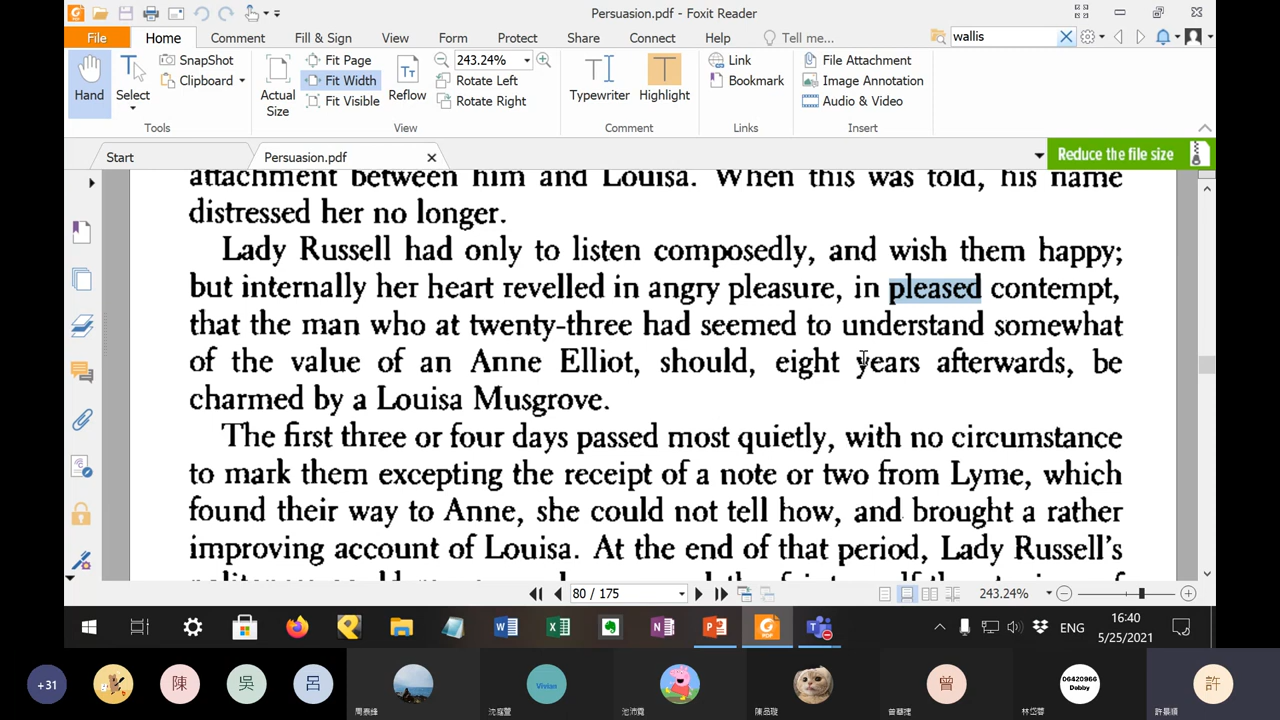 Persuasion.pdf - Foxit Reader
File Home Comment Fill & Sign View Form Protect Share Connect Help Tell me... wallis
Hand
Select
SnapShot
Clipboard
Tools
Actual Size
Fit Page
Fit Width
Fit Visible
Reflow
243.24%
Rotate Left
Rotate Right
View
Typewriter
Highlight
Comment
Link
Bookmark
Links
File Attachment
Image Annotation
Audio & Video
Insert
Start
Persuasion.pdf
Reduce the file size
attachment between him and Louisa. When this was told, his name
distressed her no longer.
Lady Russell had only to listen composedly, and wish them happy;
but internally her heart revelled in angry pleasure, in pleased contempt,
that the man who at twenty-three had seemed to understand somewhat
of the value of an Anne Elliot, should, eight years afterwards, be
charmed by a Louisa Musgrove.
The first three or four days passed most quietly, with no circumstance
to mark them excepting the receipt of a note or two from Lyme, which
found their way to Anne, she could not tell how, and brought a rather
improving account of Louisa. At the end of that period, Lady Russell's
80 / 175
243.24%
ENG
16:40
5/25/2021
+31
陳
吳
呂
Vivian
曾
06420966
Debby
許